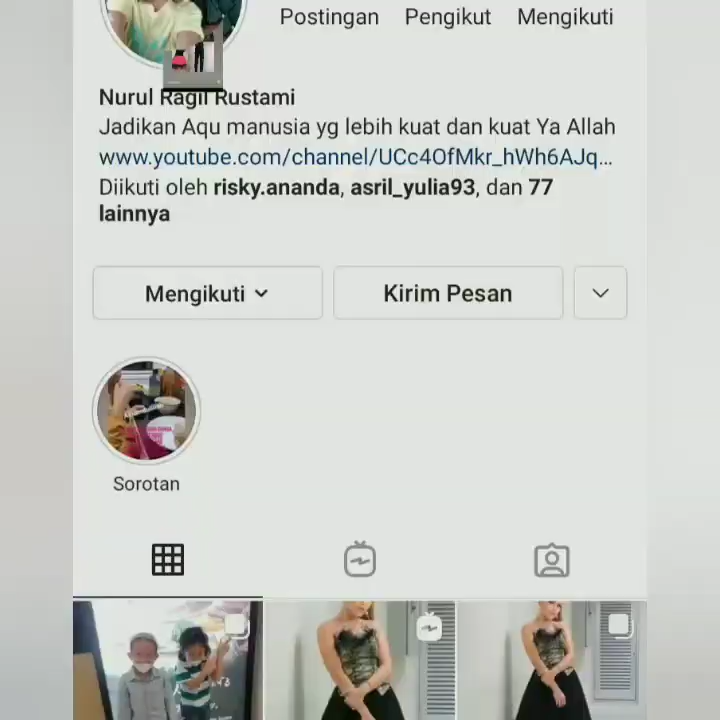 Postingan Pengikut Mengikuti
Nurul Ragil Rustami
Jadikan Aqu manusia yg lebih kuat dan kuat Ya Allah
www.youtube.com/channel/UCc4OfMkr_hWh6AJq...
Diikuti oleh risky.ananda, asril_yulia93, dan 77
lainnya
Mengikuti
Kirim Pesan
Sorotan